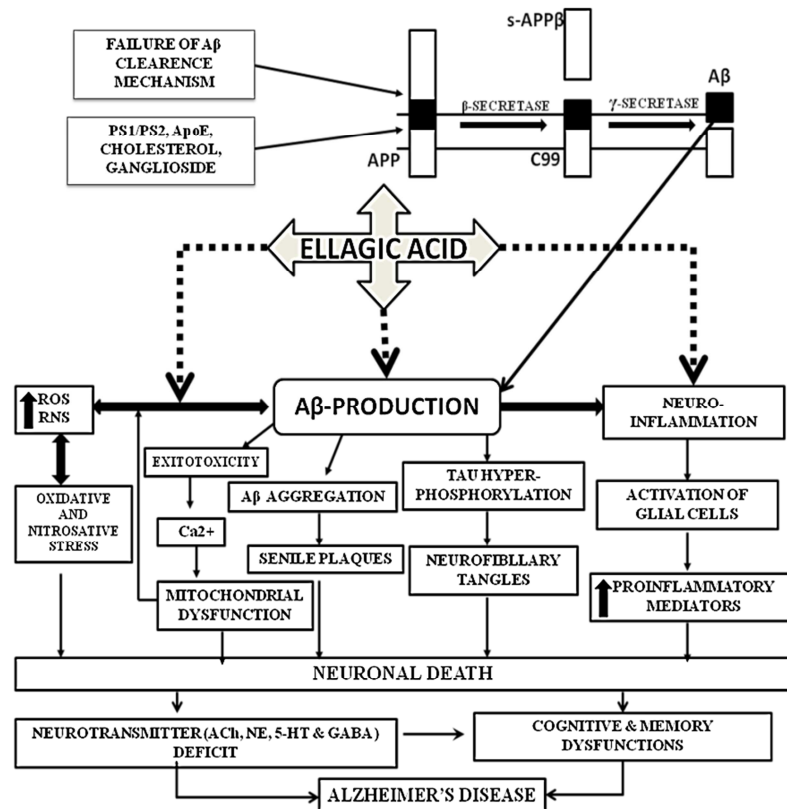 s-APPβ
FAILURE OF Aβ
CLEARENCE
MECHANISM
Aβ
β-SECRETASE
γ-SECRETASE
PS1/PS2, ApoE,
CHOLESTEROL,
GANGLIOSIDE
APP
C99
ELLAGIC ACID
ROS
RNS
Aβ-PRODUCTION
NEURO-
INFLAMMATION
EXITOTOXICITY
TAU HYPER-
PHOSPHORYLATION
OXIDATIVE
AND
NITROSATIVE
STRESS
Aβ AGGREGATION
ACTIVATION OF
GLIAL CELLS
Ca2+
SENILE PLAQUES
NEUROFIBLLARY
TANGLES
MITOCHONDRIAL
DYSFUNCTION
PROINFLAMMATORY
MEDIATORS
NEURONAL DEATH
NEUROTRANSMITTER (ACh, NE, 5-HT & GABA)
DEFICIT
COGNITIVE & MEMORY
DYSFUNCTIONS
ALZHEIMER'S DISEASE